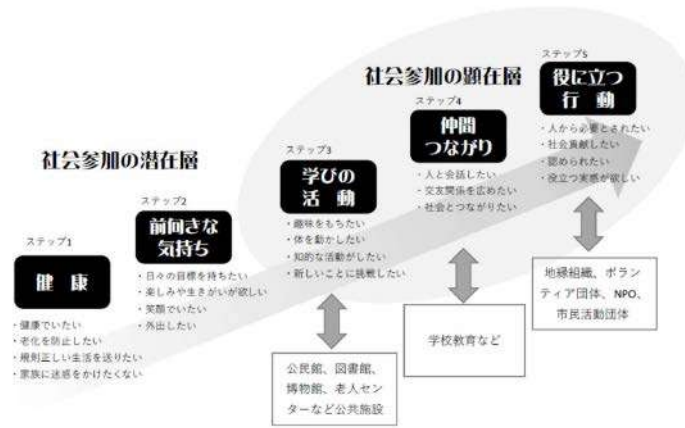 社会参加の潜在層
ステップ1
健 康
・健康でいたい
・老化を防止したい
・規則正しい生活を送りたい
・家族に迷惑をかけたくない
ステップ2
前向きな
気持ち
・日々の目標を持ちたい
・楽しみや生きがいが欲しい
・笑顔でいたい
・外出したい
社会参加の顕在層
ステップ3
学びの
活 動
・趣味をもちたい
・体を動かしたい
・知的な活動がしたい
・新しいことに挑戦したい
公民館、図書館、
博物館、老人セン
ターなど公共施設
ステップ4
仲間
つながり
・人と会話したい
・交友関係を広めたい
・社会とつながりたい
学校教育など
ステップ5
役に立つ
行 動
・人から必要とされたい
・社会貢献したい
・認められたい
・役立つ実感が欲しい
地縁組織、ボラン
ティア団体、NPO、
市民活動団体